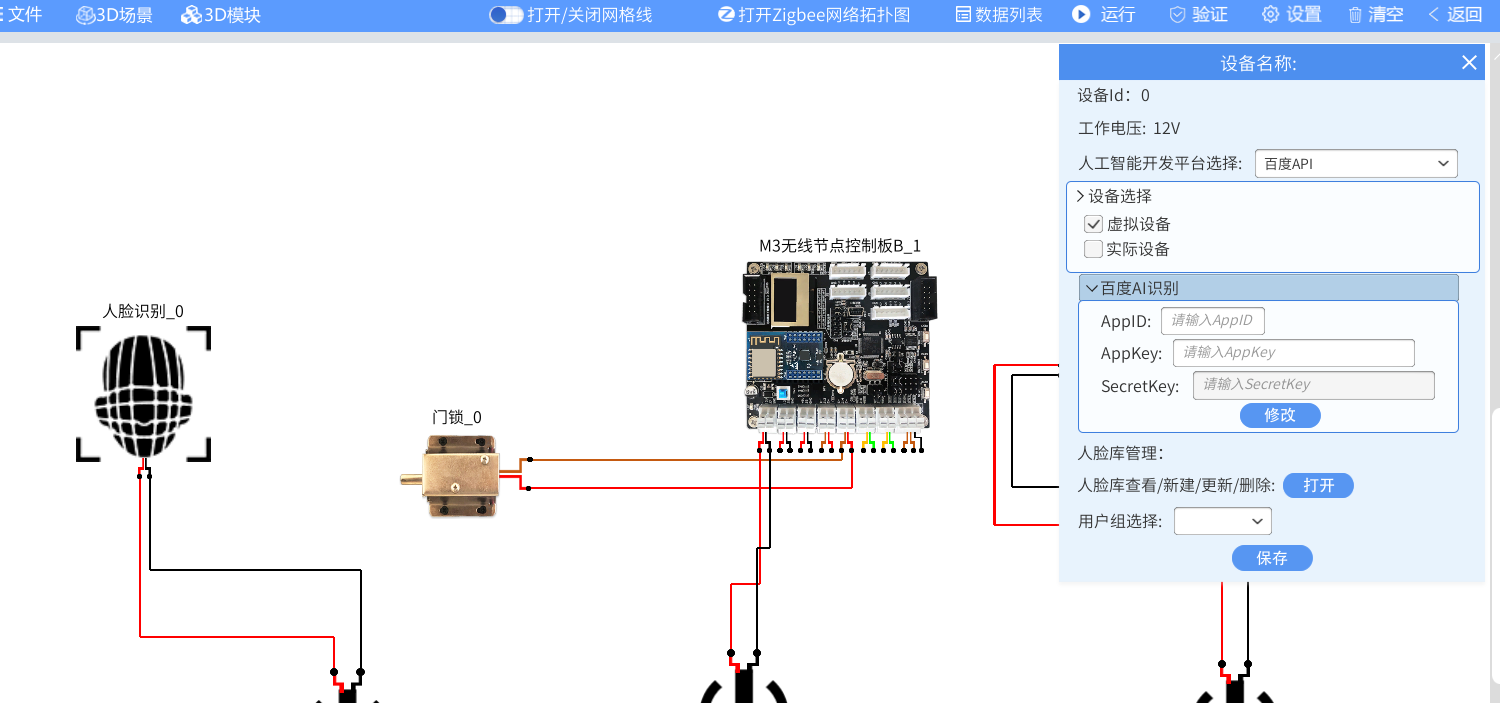 文件
3D场景
3D模块
打开/关闭网格线
打开Zigbee网络拓扑图
数据列表
运行
验证
设置
清空
返回
设备名称:
设备Id: 0
工作电压: 12V
人工智能开发平台选择: 百度API
设备选择
虚拟设备
实际设备
百度AI识别
AppID: 请输入AppID
AppKey: 请输入AppKey
SecretKey: 请输入SecretKey
修改
人脸库管理:
人脸库查看/新建/更新/删除: 打开
用户组选择:
保存
M3无线节点控制板B_1
人脸识别_0
门锁_0